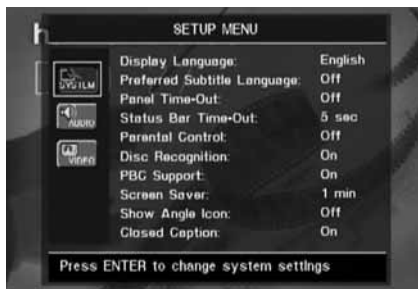 SETUP MENU
Display Language: English
Preferred Subtitle Language: Off
Panel Time-Out: Off
Status Bar Time-Out: 5 sec
Parental Control: Off
Disc Recognition: On
PBC Support: On
Screen Saver: 1 min
Show Angle Icon: Off
Closed Caption: On
SYSTEM
AUDIO
VIDEO
Press ENTER to change system settings